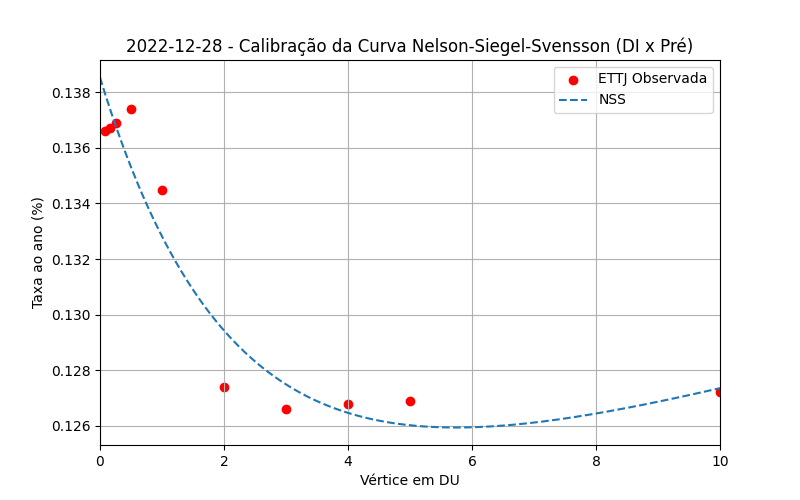 2022-12-28 - Calibração da Curva Nelson-Siegel-Svensson (DI x Pré)
ETTJ Observada
NSS
Taxa ao ano (%)
0.138
0.136
0.134
0.132
0.130
0.128
0.126
0 2 4 6 8 10
Vértice em DU